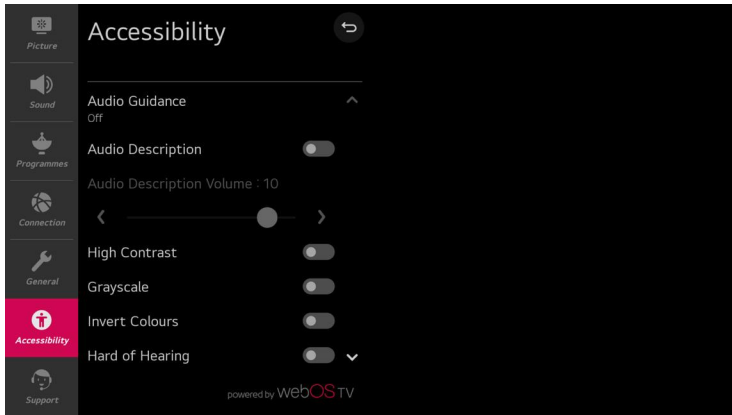 Picture
Sound
Programmes
Connection
General
Accessibility
Support
Accessibility
Audio Guidance
Off
Audio Description
Audio Description Volume : 10
High Contrast
Grayscale
Invert Colours
Hard of Hearing
powered by webOS TV